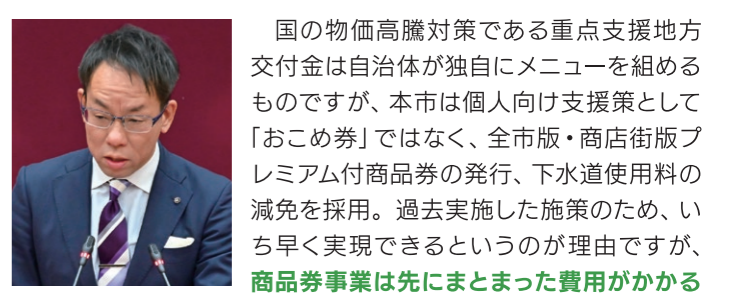 国の物価高騰対策である重点支援地方
交付金は自治体が独自にメニューを組める
ものですが、本市は個人向け支援策として
「おこめ券」ではなく、全市版・商店街版プ
レミアム付商品券の発行、下水道使用料の
減免を採用。過去実施した施策のため、い
ち早く実現できるというのが理由ですが、
商品券事業は先にまとまった費用がかかる